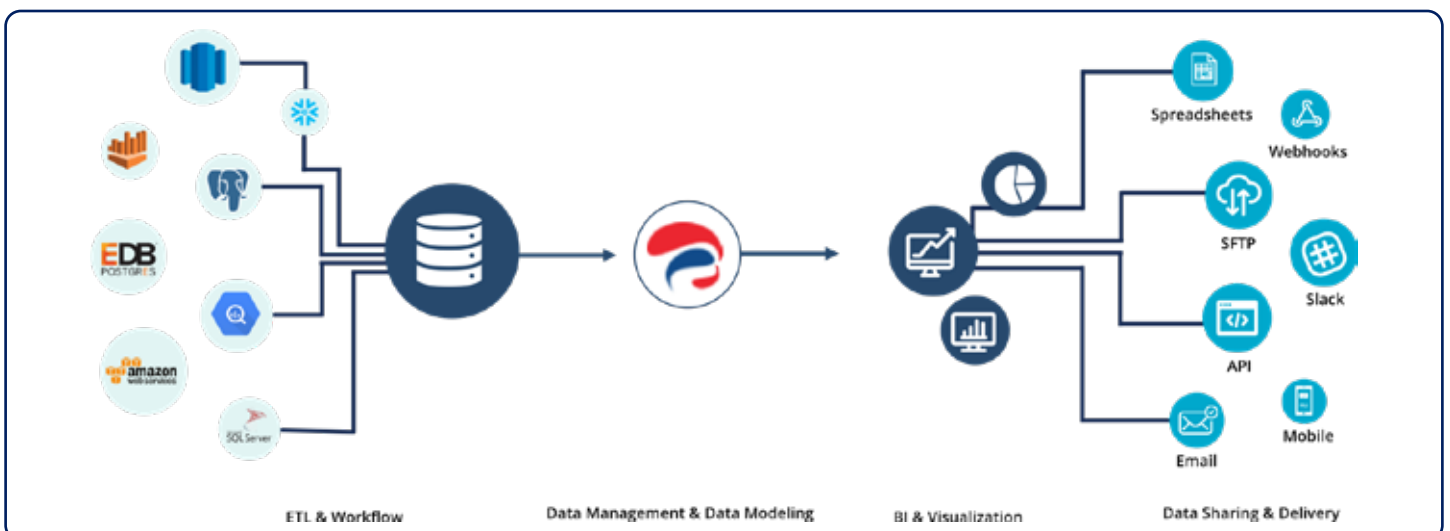 Spreadsheets
Webhooks
EDB
POSTGRES
SFTP
Slack
amazon
webservices
</>
API
SQL Server
Mobile
Email
ETL & Workflow
Data Management & Data Modeling
BI & Visualization
Data Sharing & Delivery